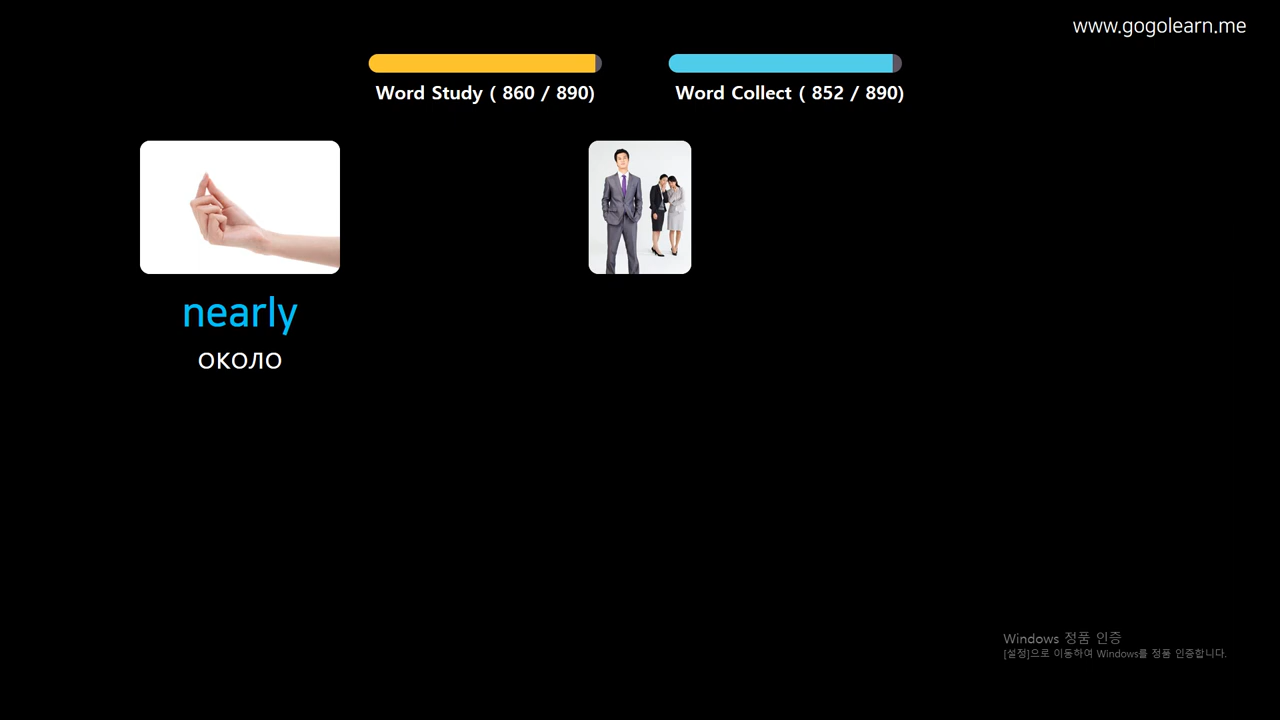 www.gogolearn.me
Word Study ( 860 / 890)
Word Collect ( 852 / 890)
nearly
около
Windows 정품 인증
[설정]으로 이동하여 Windows를 정품 인증합니다.